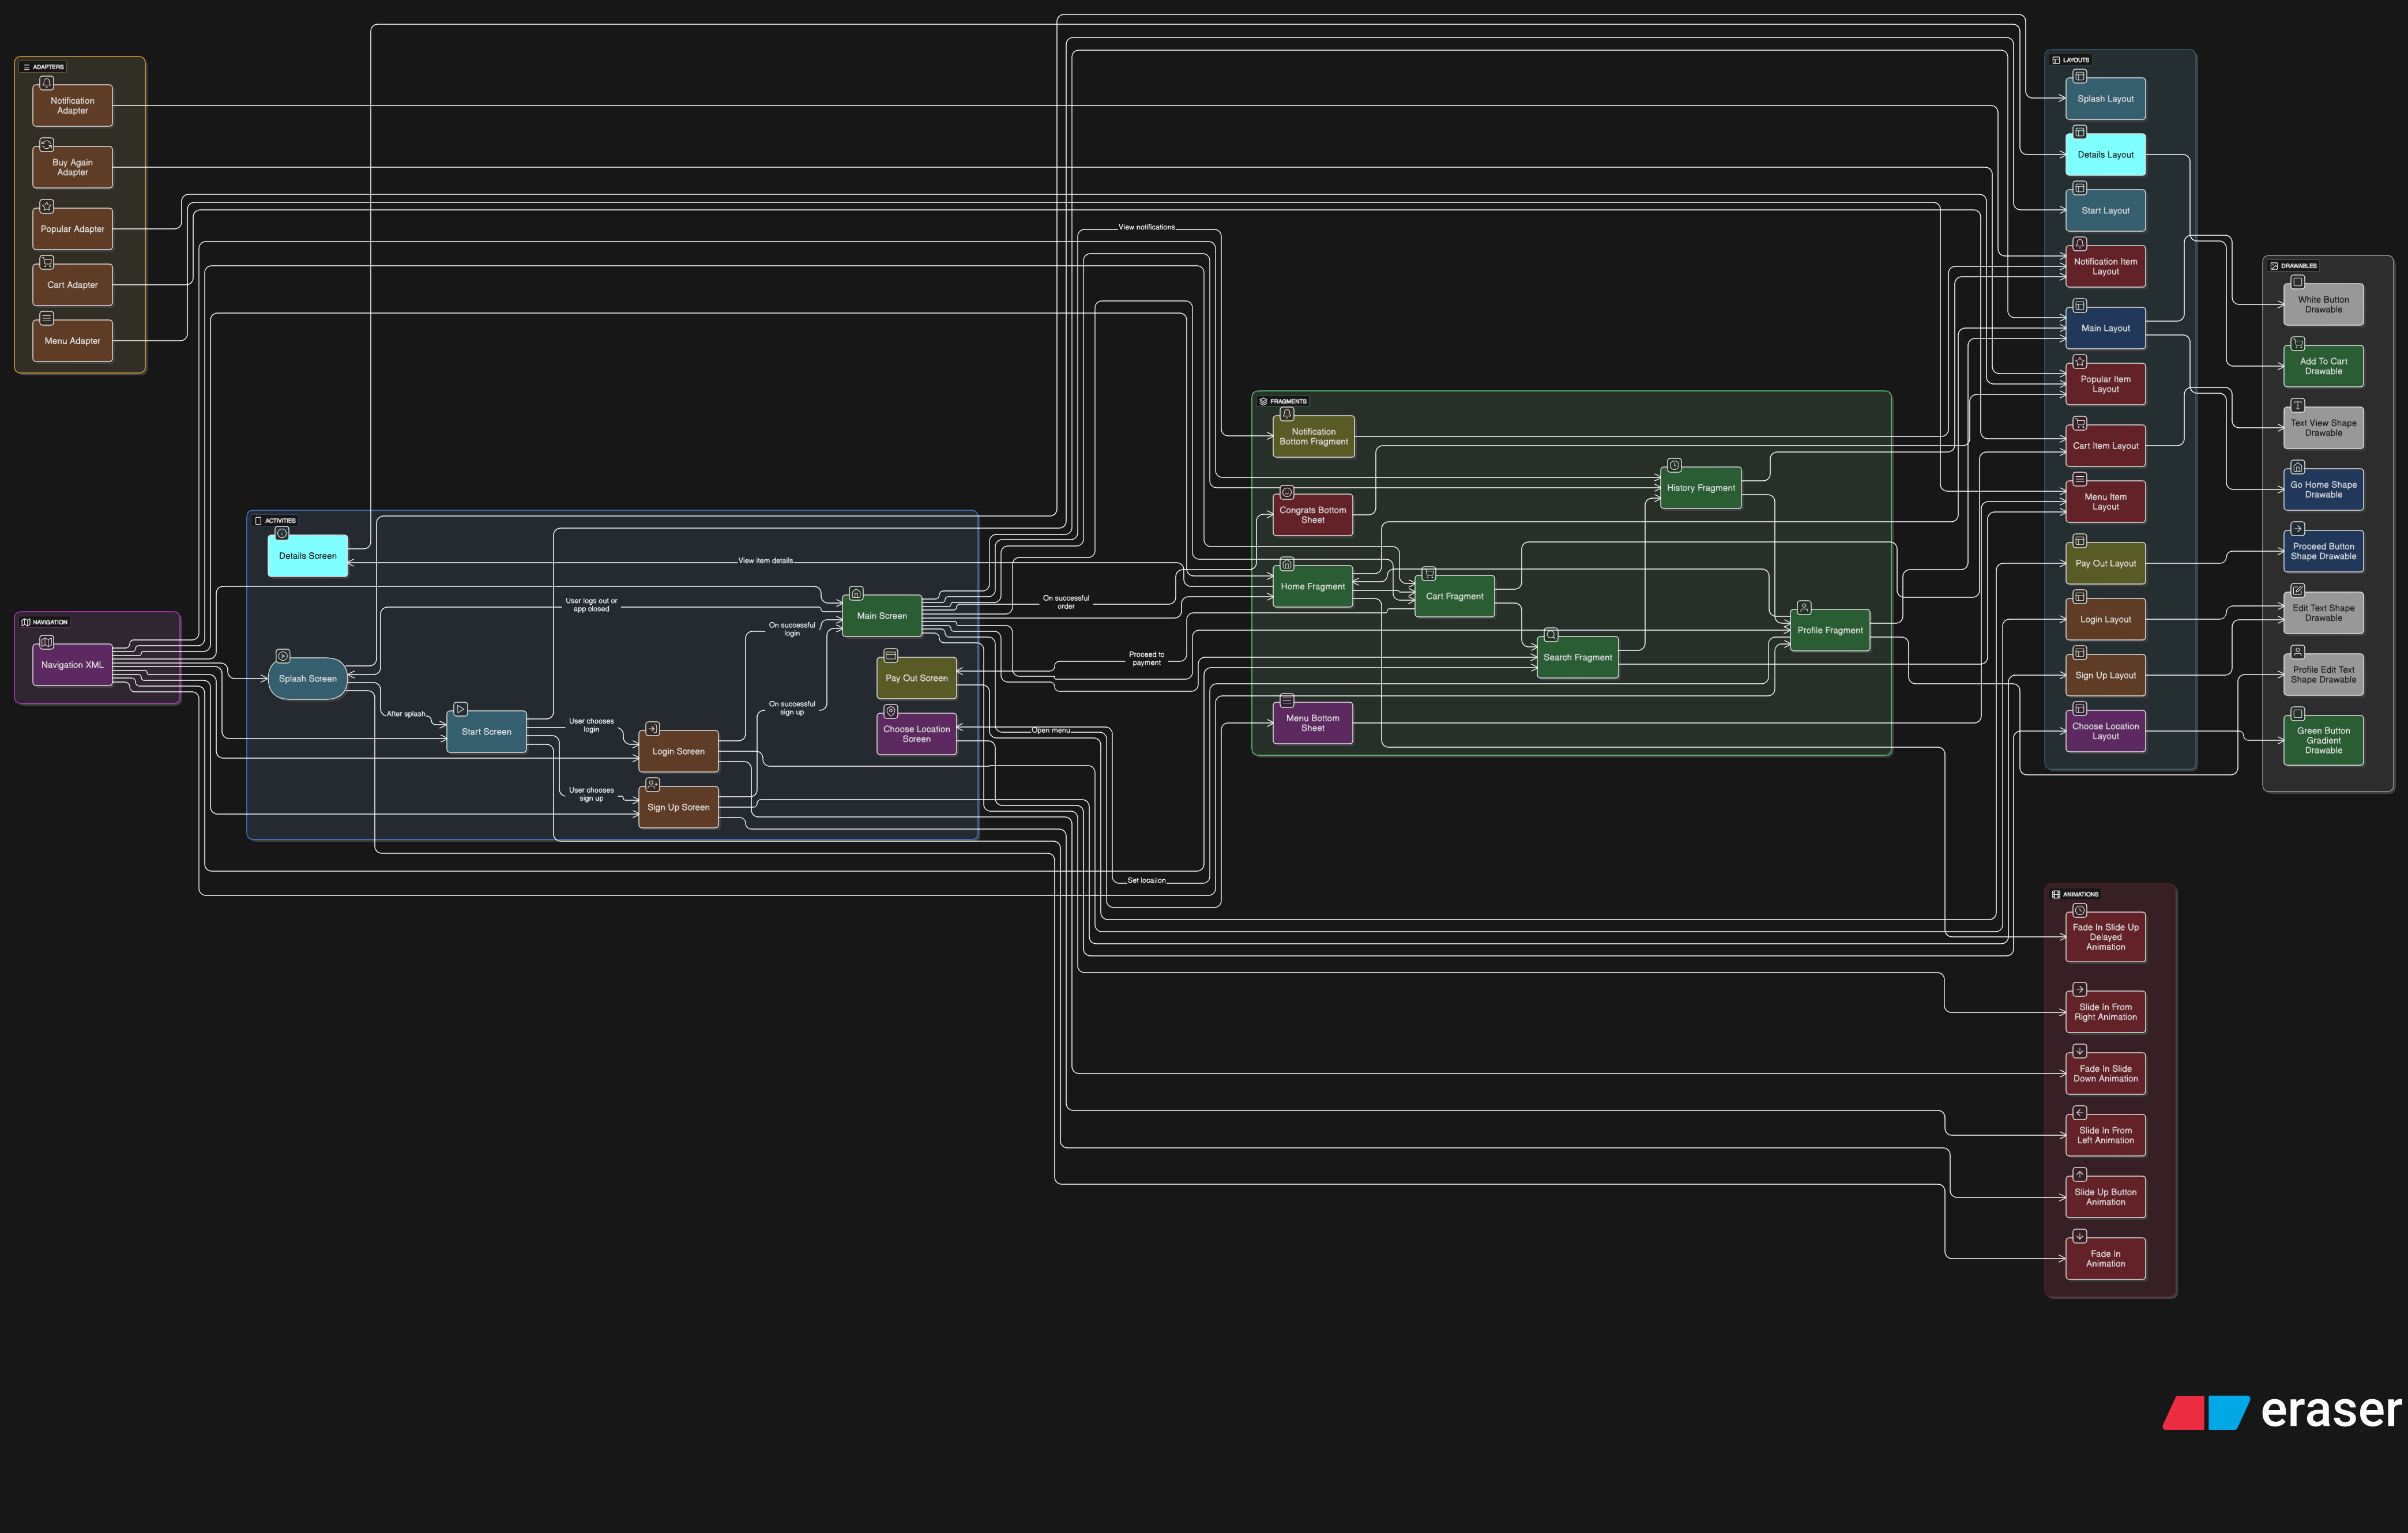 ADAPTERS
Notification
Adapter
Buy Again
Adapter
Popular Adapter
Cart Adapter
Menu Adapter
NAVIGATION
Navigation XML
ACTIVITIES
Details Screen
Splash Screen
Start Screen
Login Screen
Sign Up Screen
Main Screen
Pay Out Screen
Choose Location
Screen
View item details
User logs out or
app closed
On successful
login
On successful
sign up
After splash
User chooses
login
User chooses
sign up
View notifications
On successful
order
Proceed to
payment
Open menu
Set location
FRAGMENTS
Notification
Bottom Fragment
Congrats Bottom
Sheet
Home Fragment
Cart Fragment
History Fragment
Search Fragment
Profile Fragment
Menu Bottom
Sheet
LAYOUTS
Splash Layout
Details Layout
Start Layout
Notification Item
Layout
Main Layout
Popular Item
Layout
Cart Item Layout
Menu Item
Layout
Pay Out Layout
Login Layout
Sign Up Layout
Choose Location
Layout
DRAWABLES
White Button
Drawable
Add To Cart
Drawable
Text View Shape
Drawable
Go Home Shape
Drawable
Proceed Button
Shape Drawable
Edit Text Shape
Drawable
Profile Edit Text
Shape Drawable
Green Button
Gradient
Drawable
ANIMATIONS
Fade In Slide Up
Delayed
Animation
Slide In From
Right Animation
Fade In Slide
Down Animation
Slide In From
Left Animation
Slide Up Button
Animation
Fade In
Animation
eraser